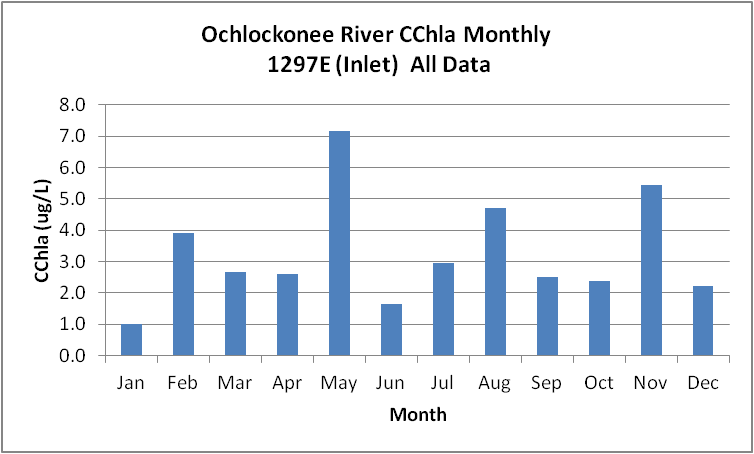 Ochlockonee River CChla Monthly
1297E (Inlet)  All Data
8.0
7.0
6.0
5.0
4.0
3.0
2.0
1.0
0.0
CChla (ug/L)
Jan Feb Mar Apr May Jun Jul Aug Sep Oct Nov Dec
Month